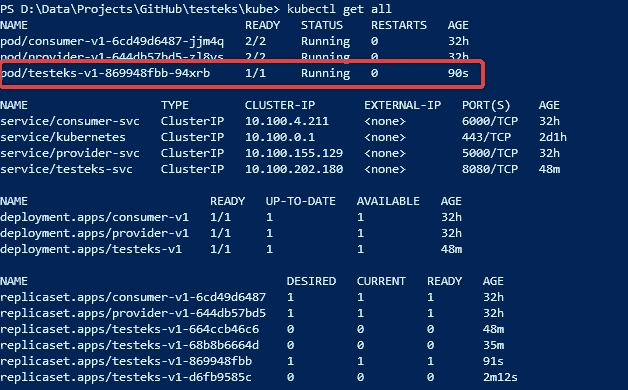 PS D:\Data\Projects\GitHub\testeks\kube> kubectl get all
NAME READY STATUS RESTARTS AGE
pod/consumer-v1-6cd49d6487-jjm4q 2/2 Running 0 32h
pod/provider-v1-644db57bd5-zl8vs 2/2 Running 0 32h
pod/testeks-v1-869948fbb-94xrb 1/1 Running 0 90s
NAME TYPE CLUSTER-IP EXTERNAL-IP PORT(S) AGE
service/consumer-svc ClusterIP 10.100.4.211 <none> 6000/TCP 32h
service/kubernetes ClusterIP 10.100.0.1 <none> 443/TCP 2d1h
service/provider-svc ClusterIP 10.100.155.129 <none> 5000/TCP 32h
service/testeks-svc ClusterIP 10.100.202.180 <none> 8080/TCP 48m
NAME READY UP-TO-DATE AVAILABLE AGE
deployment.apps/consumer-v1 1/1 1 1 32h
deployment.apps/provider-v1 1/1 1 1 32h
deployment.apps/testeks-v1 1/1 1 1 48m
NAME DESIRED CURRENT READY AGE
replicaset.apps/consumer-v1-6cd49d6487 1 1 1 32h
replicaset.apps/provider-v1-644db57bd5 1 1 1 32h
replicaset.apps/testeks-v1-664ccb46c6 0 0 0 48m
replicaset.apps/testeks-v1-68b8b6664d 0 0 0 35m
replicaset.apps/testeks-v1-869948fbb 1 1 1 91s
replicaset.apps/testeks-v1-d6fb9585c 0 0 0 2m12s